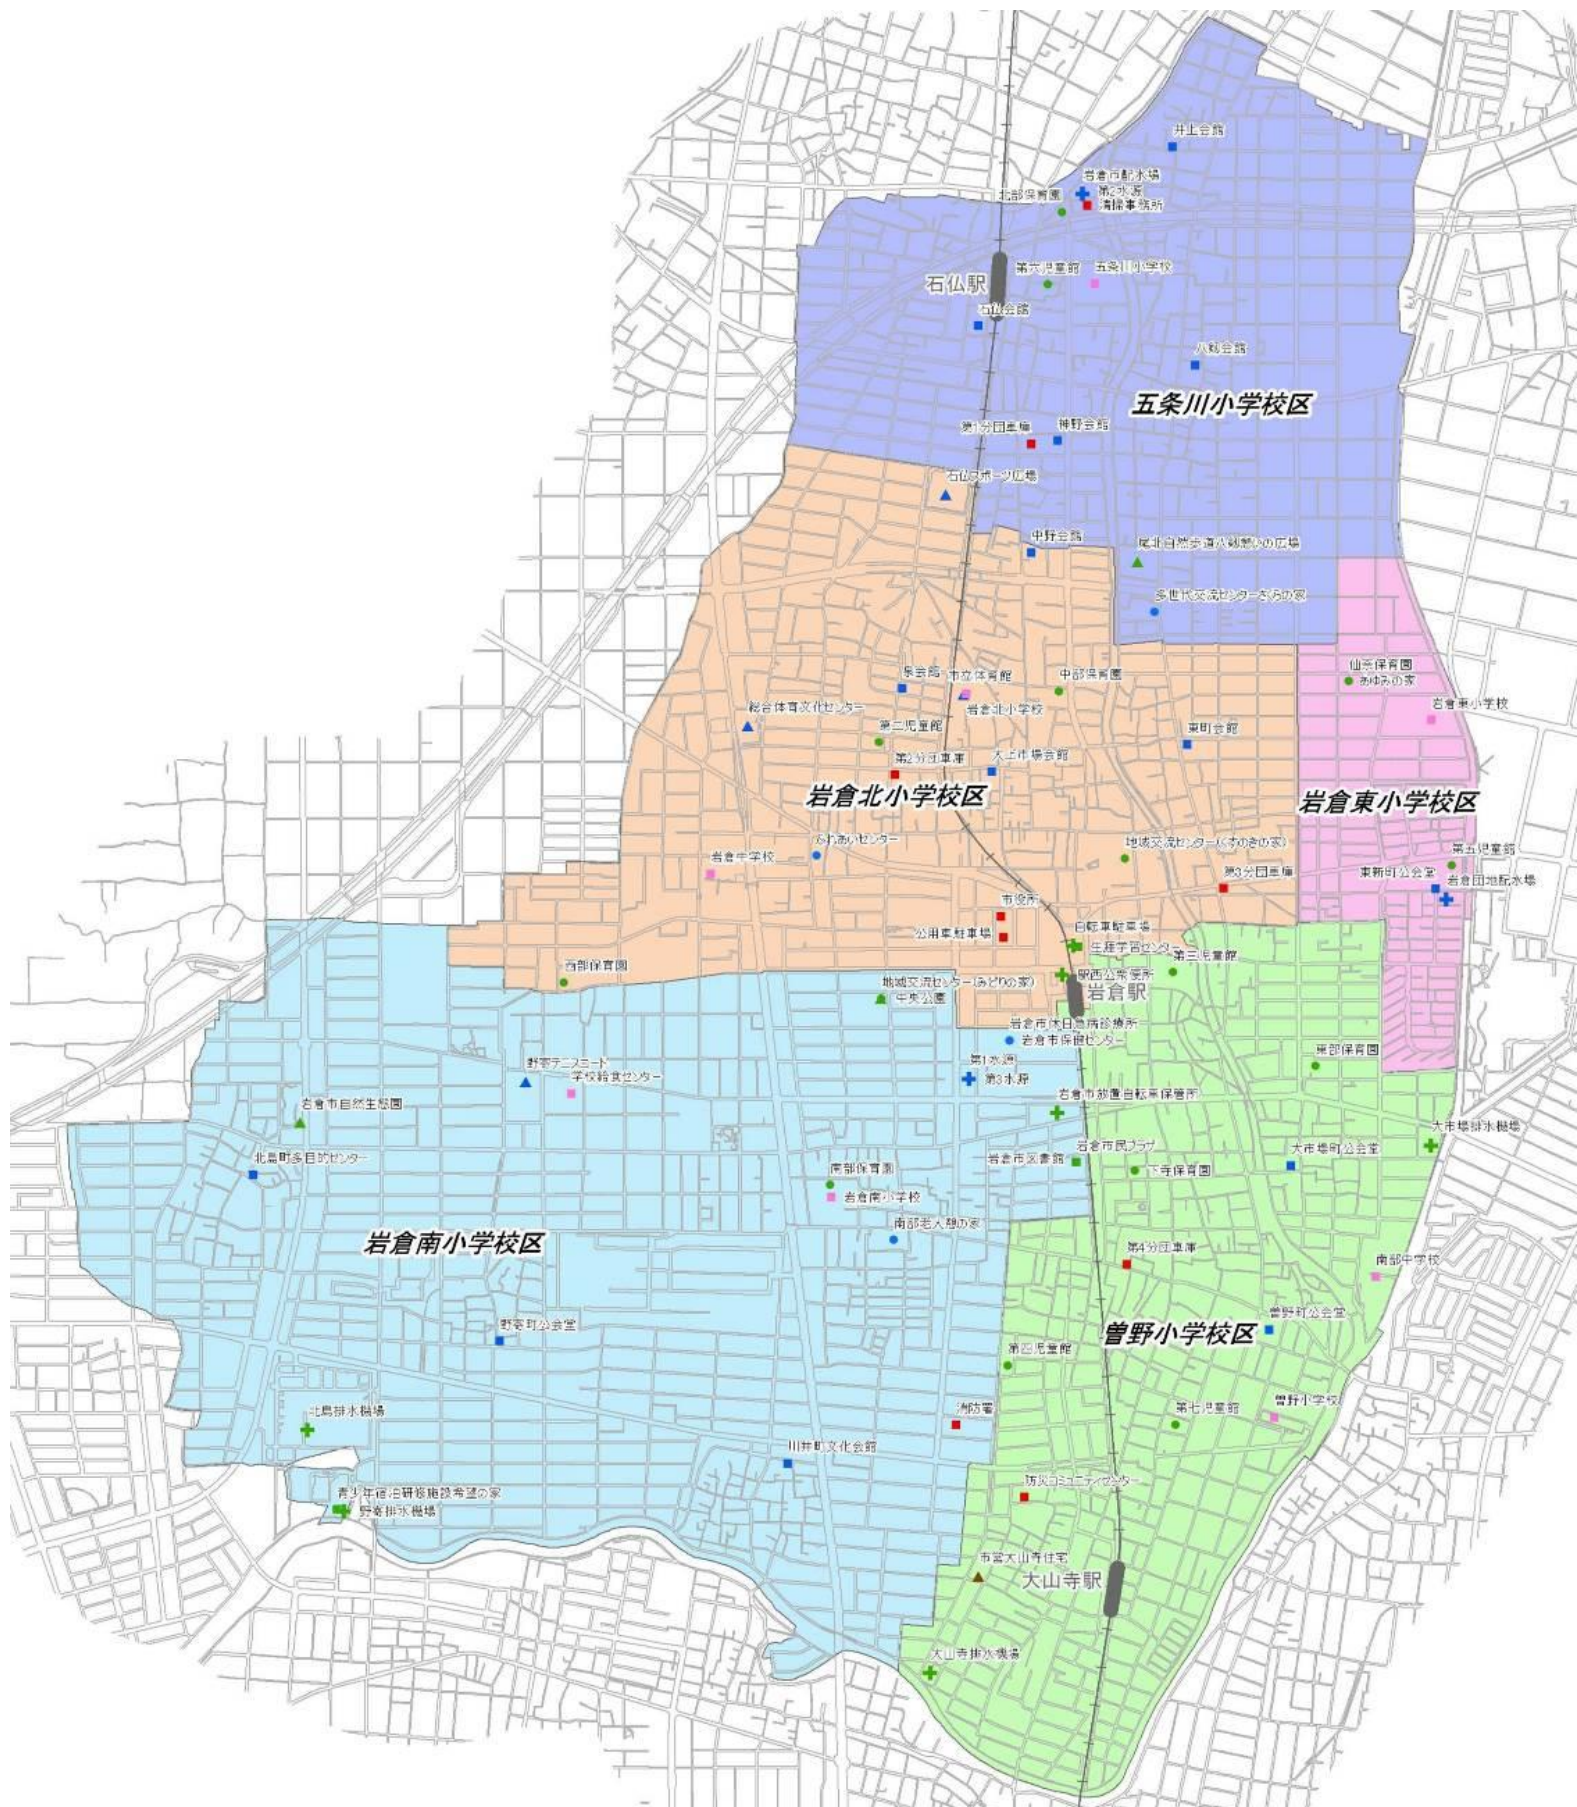 井上会館
岩倉市配水場
第2水源
清掃事務所
北部保育園
第六児童館
五条川小学校
石仏駅
石仏会館
八剱会館
五条川小学校区
第1分団車庫
神野会館
石仏スポーツ広場
中野会館
尾北自然歩道八剱憩いの広場
多世代交流センターさくらの家
泉会館
市立体育館
中部保育園
仙奈保育園
あゆみの家
岩倉東小学校
総合体育文化センター
岩倉北小学校
第二児童館
東町会館
第2分団車庫
大上市場会館
岩倉北小学校区
岩倉東小学校区
ふれあいセンター
岩倉中学校
地域交流センター(くすのきの家)
第五児童館
第3分団車庫
東新町公会堂
岩倉団地配水場
市役所
公用車駐車場
自転車駐車場
生涯学習センター
西部保育園
第三児童館
駅西公衆便所
地域交流センター(みどりの家)
中央公園
岩倉駅
岩倉市休日急病診療所
岩倉市保健センター
東部保育園
野寄テニスコート
学校給食センター
第1水源
第3水源
岩倉市自然生態園
岩倉市放置自転車保管所
大市場排水機場
北島町多目的センター
岩倉市民プラザ
岩倉市図書館
下寺保育園
大市場町公会堂
南部保育園
岩倉南小学校
南部老人憩の家
岩倉南小学校区
第4分団車庫
南部中学校
野寄町公会堂
曽野町公会堂
曽野小学校区
第四児童館
北島排水機場
消防署
第七児童館
曽野小学校
川井町文化会館
青少年宿泊研修施設希望の家
野寄排水機場
防災コミュニティセンター
市営大山寺住宅
大山寺駅
大山寺排水機場